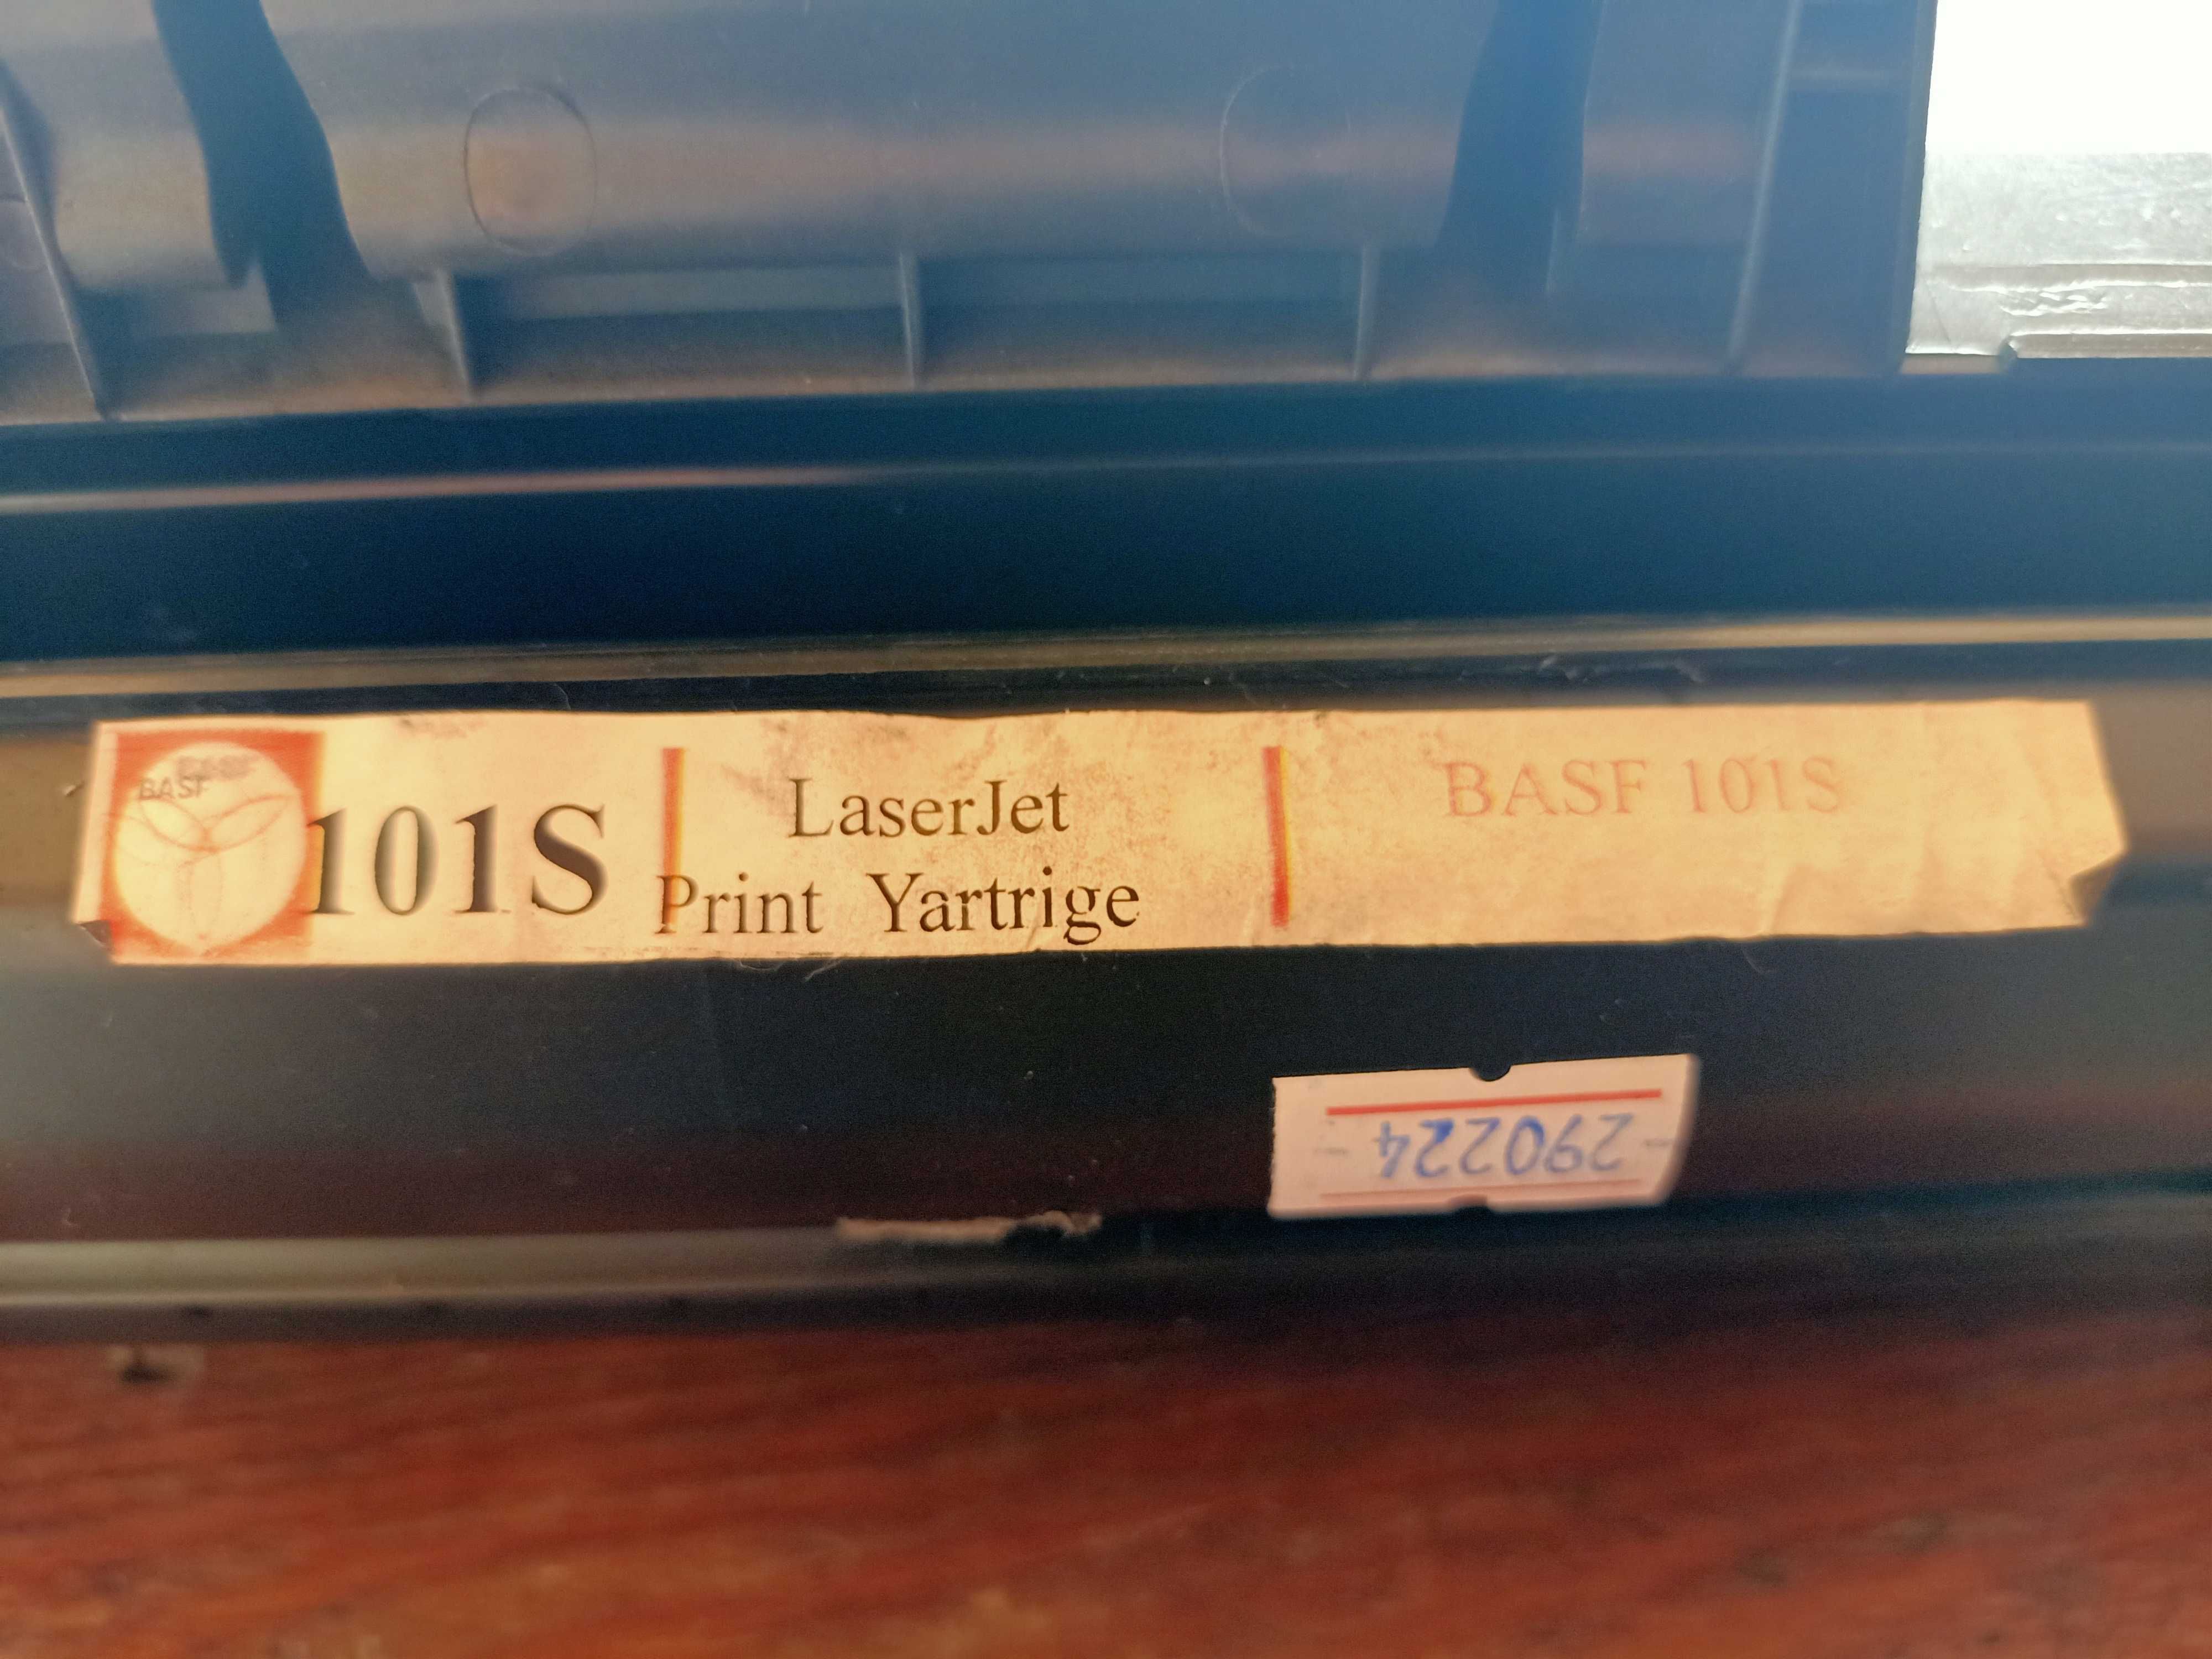 BASF
101S
LaserJet
Print Yartrige
BASF 101S
290224